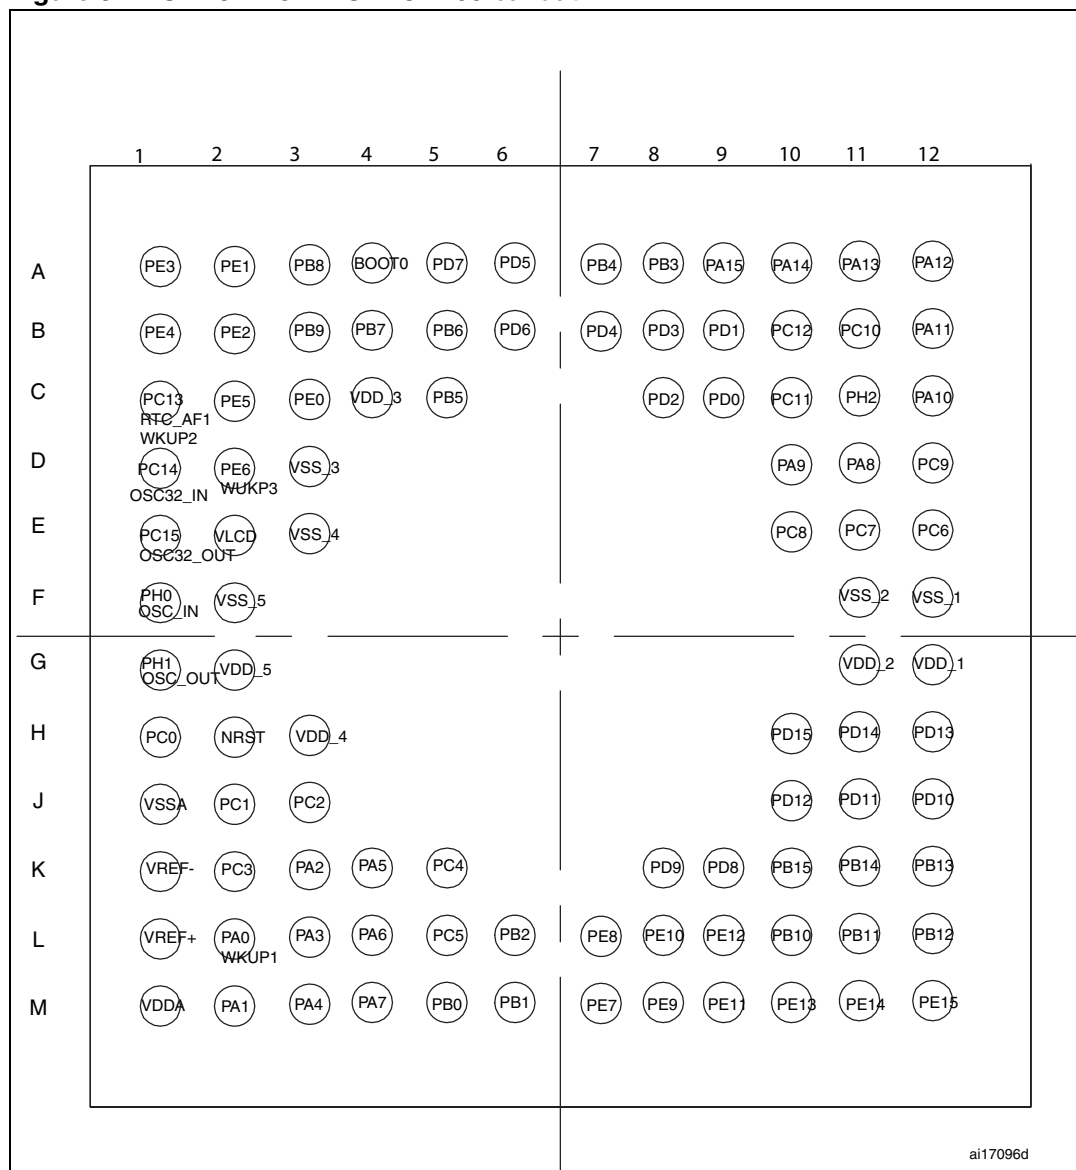 1 2 3 4 5 6 7 8 9 10 11 12
A PE3 PE1 PB8 BOOT0 PD7 PD5 PB4 PB3 PA15 PA14 PA13 PA12
B PE4 PE2 PB9 PB7 PB6 PD6 PD4 PD3 PD1 PC12 PC10 PA11
C PC13 PE5 PE0 VDD_3 PB5 PD2 PD0 PC11 PH2 PA10
RTC_AF1
WKUP2
D PC14 PE6 VSS_3 PA9 PA8 PC9
OSC32_IN WUKP3
E PC15 VLCD VSS_4 PC8 PC7 PC6
OSC32_OUT
F PH0 VSS_5 VSS_2 VSS_1
OSC_IN
G PH1 VDD_5 VDD_2 VDD_1
OSC_OUT
H PC0 NRST VDD_4 PD15 PD14 PD13
J VSSA PC1 PC2 PD12 PD11 PD10
K VREF- PC3 PA2 PA5 PC4 PD9 PD8 PB15 PB14 PB13
L VREF+ PA0 PA3 PA6 PC5 PB2 PE8 PE10 PE12 PB10 PB11 PB12
WKUP1
M VDDA PA1 PA4 PA7 PB0 PB1 PE7 PE9 PE11 PE13 PE14 PE15
ai17096d